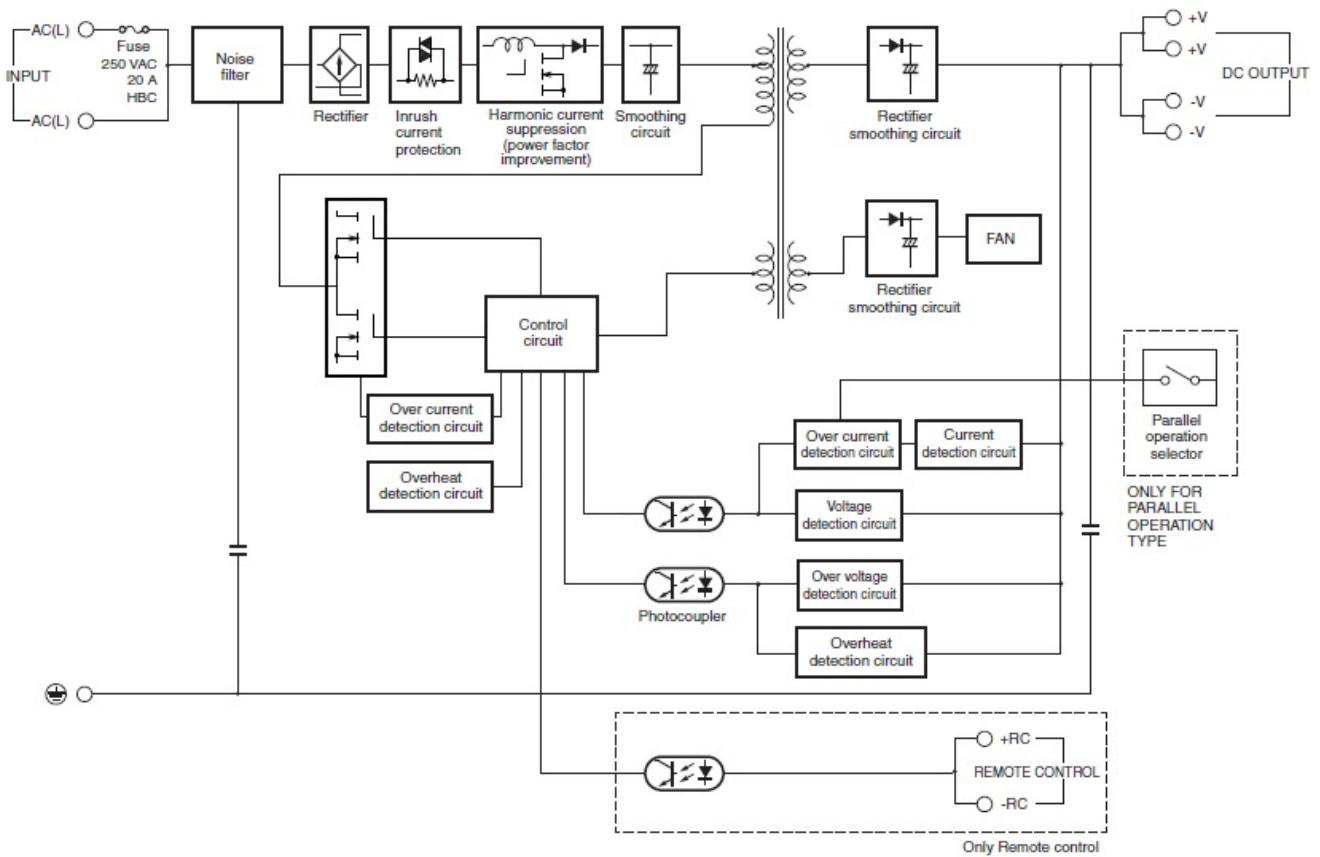 AC(L)
Fuse
250 VAC
20 A
HBC
INPUT
AC(L)
Noise
filter
Rectifier
Inrush
current
protection
Harmonic current
suppression
(power factor
improvement)
Smoothing
circuit
Rectifier
smoothing circuit
+V
+V
DC OUTPUT
-V
-V
Rectifier
smoothing circuit
FAN
Control
circuit
Over current
detection circuit
Overheat
detection circuit
Over current
detection circuit
Current
detection circuit
Parallel
operation
selector
ONLY FOR
PARALLEL
OPERATION
TYPE
Voltage
detection circuit
Over voltage
detection circuit
Photocoupler
Overheat
detection circuit
+RC
REMOTE CONTROL
-RC
Only Remote control